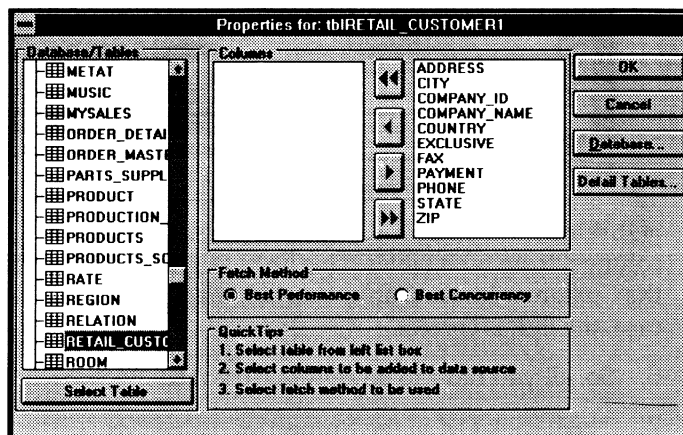 Properties for: tblRETAIL_CUSTOMER1
Database/Tables
METAT
MUSIC
MYSALES
ORDER_DETAI
ORDER_MASTE
PARTS_SUPPL
PRODUCT
PRODUCTION_
PRODUCTS
PRODUCTS_SO
RATE
REGION
RELATION
RETAIL_CUSTO
ROOM
Select Table
Columns
ADDRESS
CITY
COMPANY_ID
COMPANY_NAME
COUNTRY
EXCLUSIVE
FAX
PAYMENT
PHONE
STATE
ZIP
Fetch Method
Best Performance
Best Concurrency
QuickTips
1. Select table from left list box
2. Select columns to be added to data source
3. Select fetch method to be used
OK
Cancel
Database...
Detail Tables...